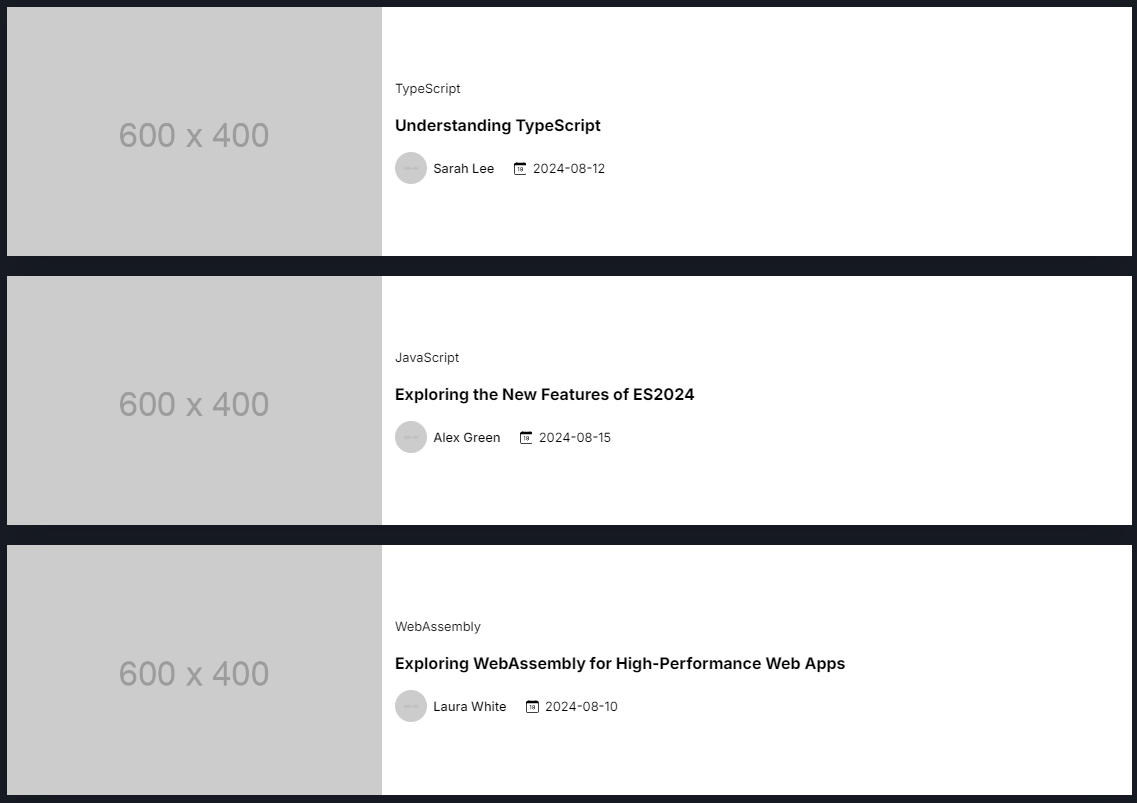 600 x 400
TypeScript
Understanding TypeScript
Sarah Lee 2024-08-12
600 x 400
JavaScript
Exploring the New Features of ES2024
Alex Green 2024-08-15
600 x 400
WebAssembly
Exploring WebAssembly for High-Performance Web Apps
Laura White 2024-08-10